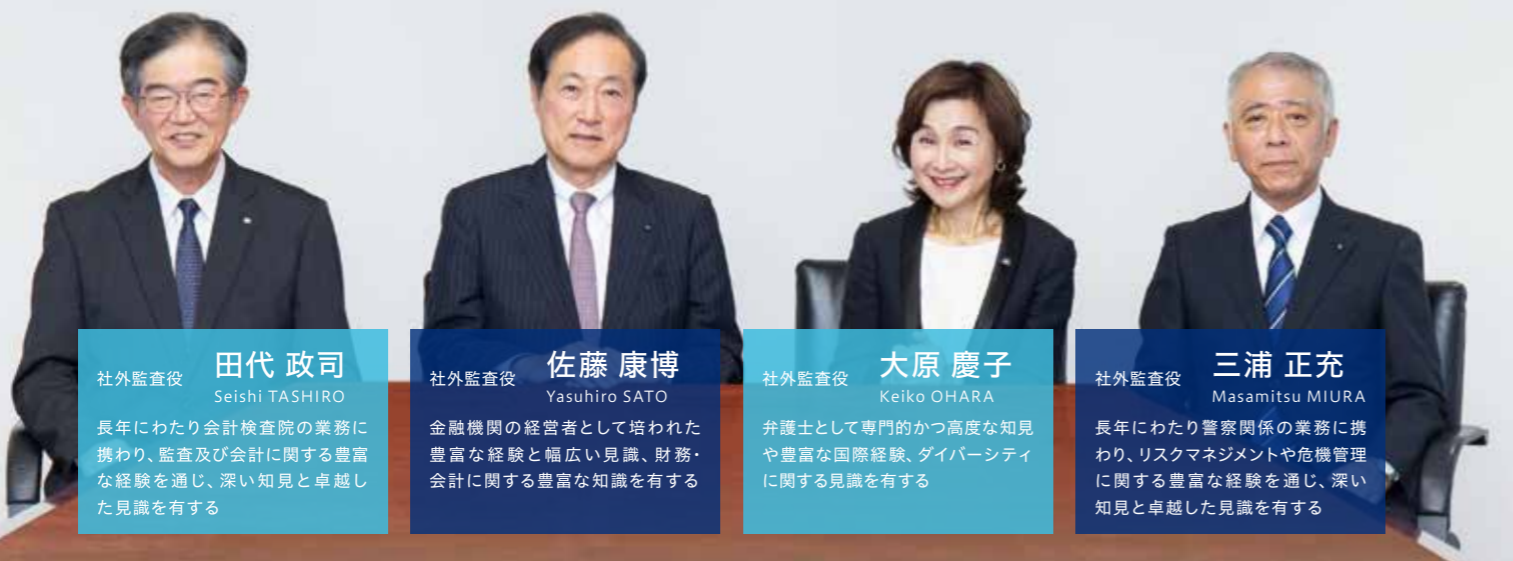 社外監査役 田代 政司
Seishi TASHIRO
長年にわたり会計検査院の業務に
携わり、監査及び会計に関する豊富
な経験を通じ、深い知見と卓越し
た見識を有する
社外監査役 佐藤 康博
Yasuhiro SATO
金融機関の経営者として培われた
豊富な経験と幅広い見識、財務・
会計に関する豊富な知識を有する
社外監査役 大原 慶子
Keiko OHARA
弁護士として専門的かつ高度な知見
や豊富な国際経験、ダイバーシティ
に関する見識を有する
社外監査役 三浦 正充
Masamitsu MIURA
長年にわたり警察関係の業務に携
わり、リスクマネジメントや危機管理
に関する豊富な経験を通じ、深い
知見と卓越した見識を有する